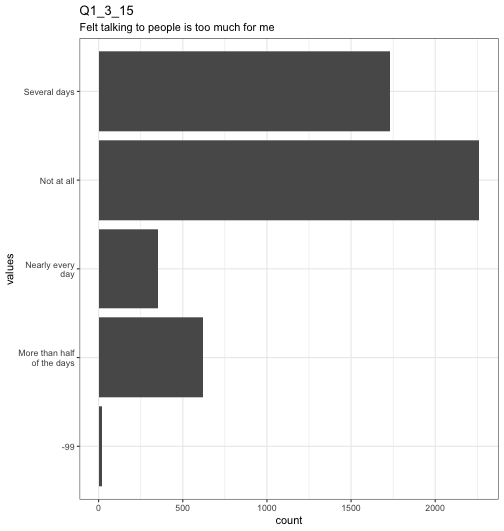 Q1_3_15
Felt talking to people is too much for me
Several days
Not at all
Nearly every
day
More than half
of the days
-99
values
0
500
1000
1500
2000
count